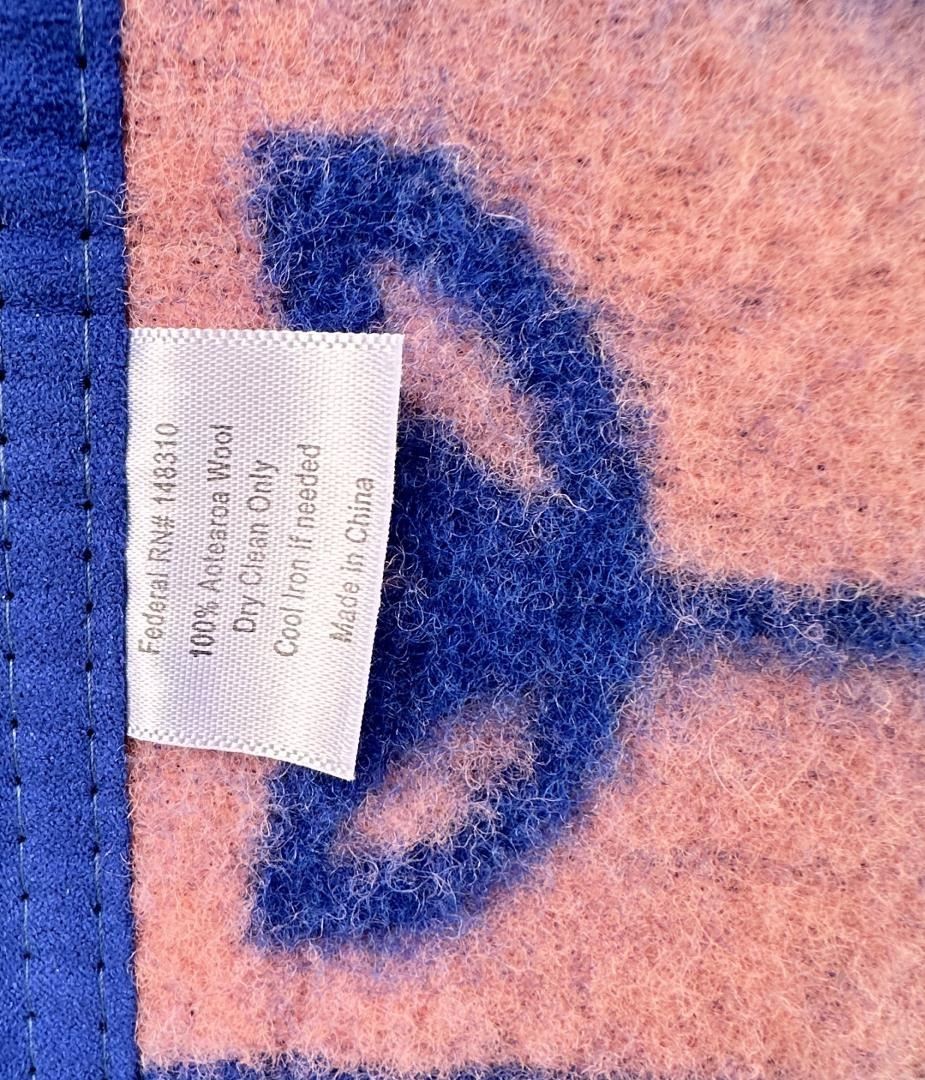 Federal RN# 148310
100% Aotearoa Wool
Dry Clean Only
Cool Iron if needed
Made in China